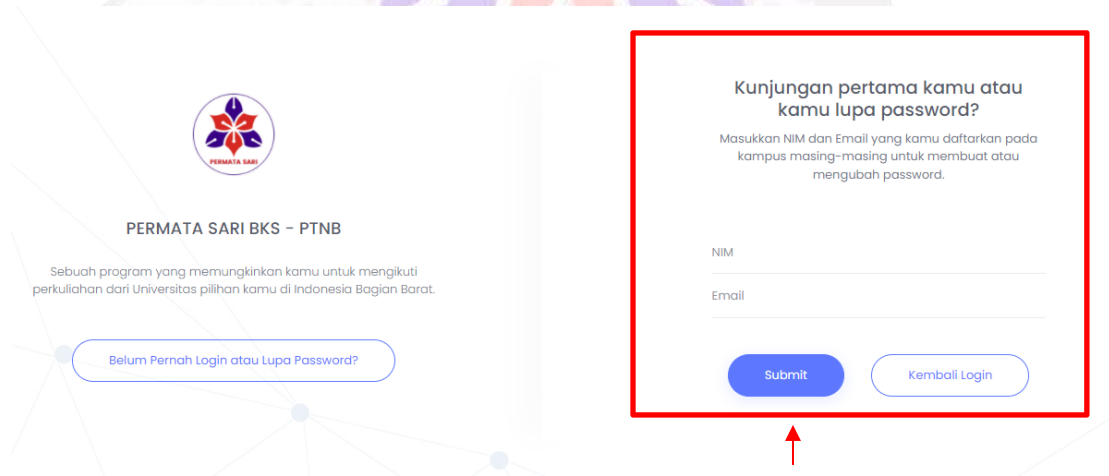 PERMATA SARI
PERMATA SARI BKS - PTNB
Sebuah program yang memungkinkan kamu untuk mengikuti
perkuliahan dari Universitas pilihan kamu di Indonesia Bagian Barat.
Belum Pernah Login atau Lupa Password?
Kunjungan pertama kamu atau
kamu lupa password?
Masukkan NIM dan Email yang kamu daftarkan pada
kampus masing-masing untuk membuat atau
mengubah password.
NIM
Email
Submit
Kembali Login